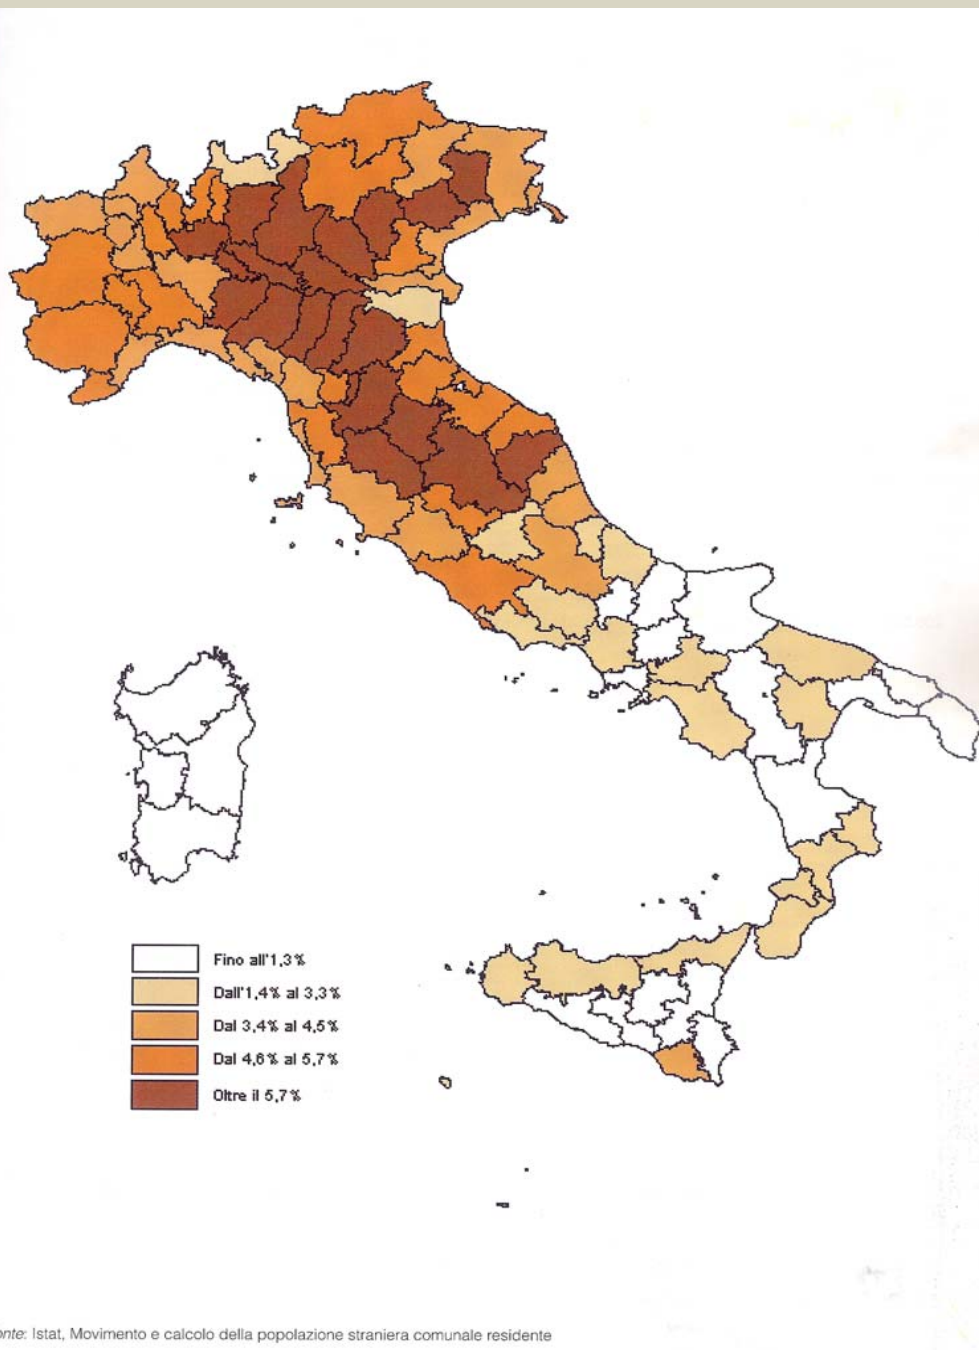 Fino all'1,3%
Dall'1,4% al 3,3%
Dal 3,4% al 4,5%
Dal 4,6% al 5,7%
Oltre il 5,7%
onte: Istat, Movimento e calcolo della popolazione straniera comunale residente